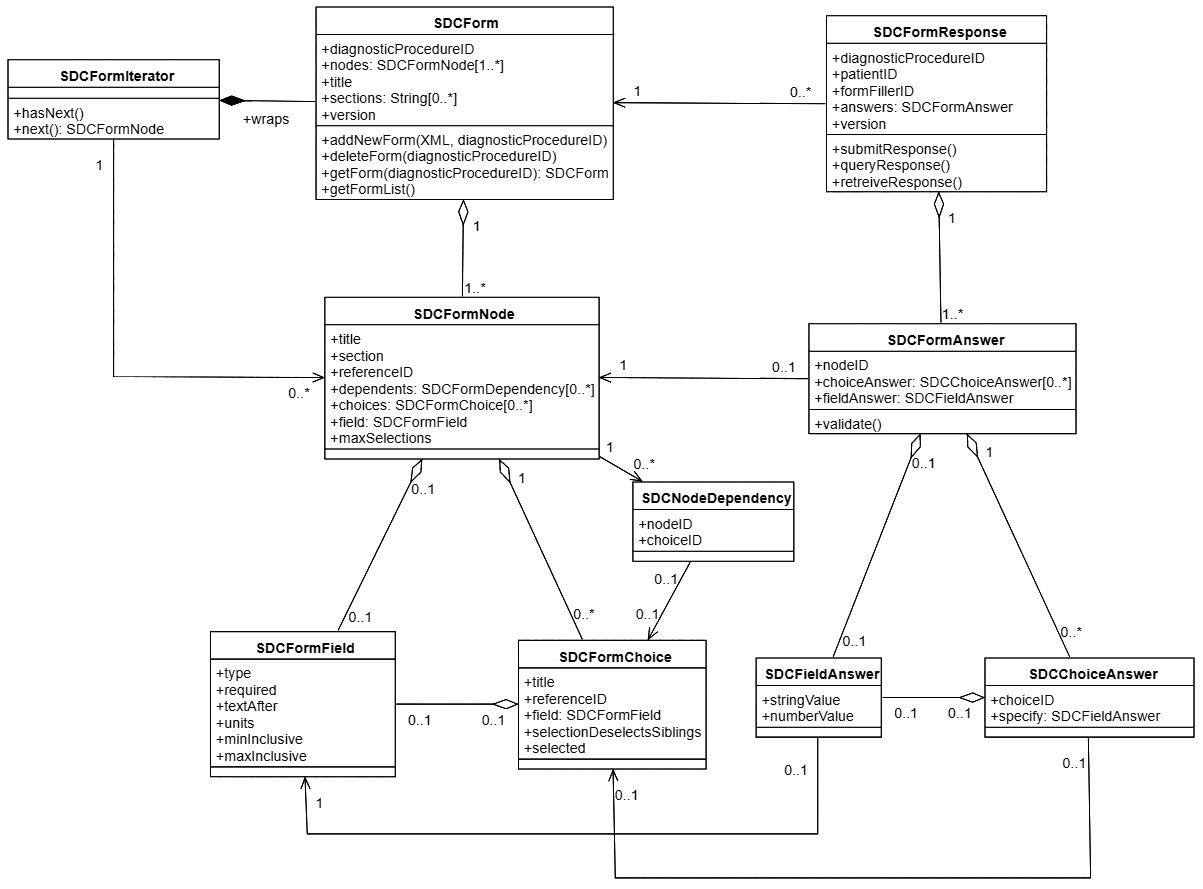 SDCForm
+diagnosticProcedureID
+nodes: SDCFormNode[1..*]
+title
+sections: String[0..*]
+version
+addNewForm(XML, diagnosticProcedureID)
+deleteForm(diagnosticProcedureID)
+getForm(diagnosticProcedureID): SDCForm
+getFormList()
SDCFormResponse
+diagnosticProcedureID
+patientID
+formFillerID
+answers: SDCFormAnswer
+version
+submitResponse()
+queryResponse()
+retreiveResponse()
SDCFormIterator
+hasNext()
+next(): SDCFormNode
+wraps
1
0..*
1
1
1..*
1
1..*
0..*
SDCFormNode
+title
+section
+referenceID
+dependents: SDCFormDependency[0..*]
+choices: SDCFormChoice[0..*]
+field: SDCFormField
+maxSelections
1
0..1
SDCFormAnswer
+nodeID
+choiceAnswer: SDCChoiceAnswer[0..*]
+fieldAnswer: SDCFieldAnswer
+validate()
1
0..*
0..1
1
0..1
1
SDCNodeDependency
+nodeID
+choiceID
0..1
0..1
0..1
0..*
0..1
0..*
SDCFormField
+type
+required
+textAfter
+units
+minInclusive
+maxInclusive
0..1
0..1
SDCFormChoice
+title
+referenceID
+field: SDCFormField
+selectionDeselectsSiblings
+selected
SDCFieldAnswer
+stringValue
+numberValue
0..1
0..1
SDCChoiceAnswer
+choiceID
+specify: SDCFieldAnswer
1
0..1
0..1
0..1